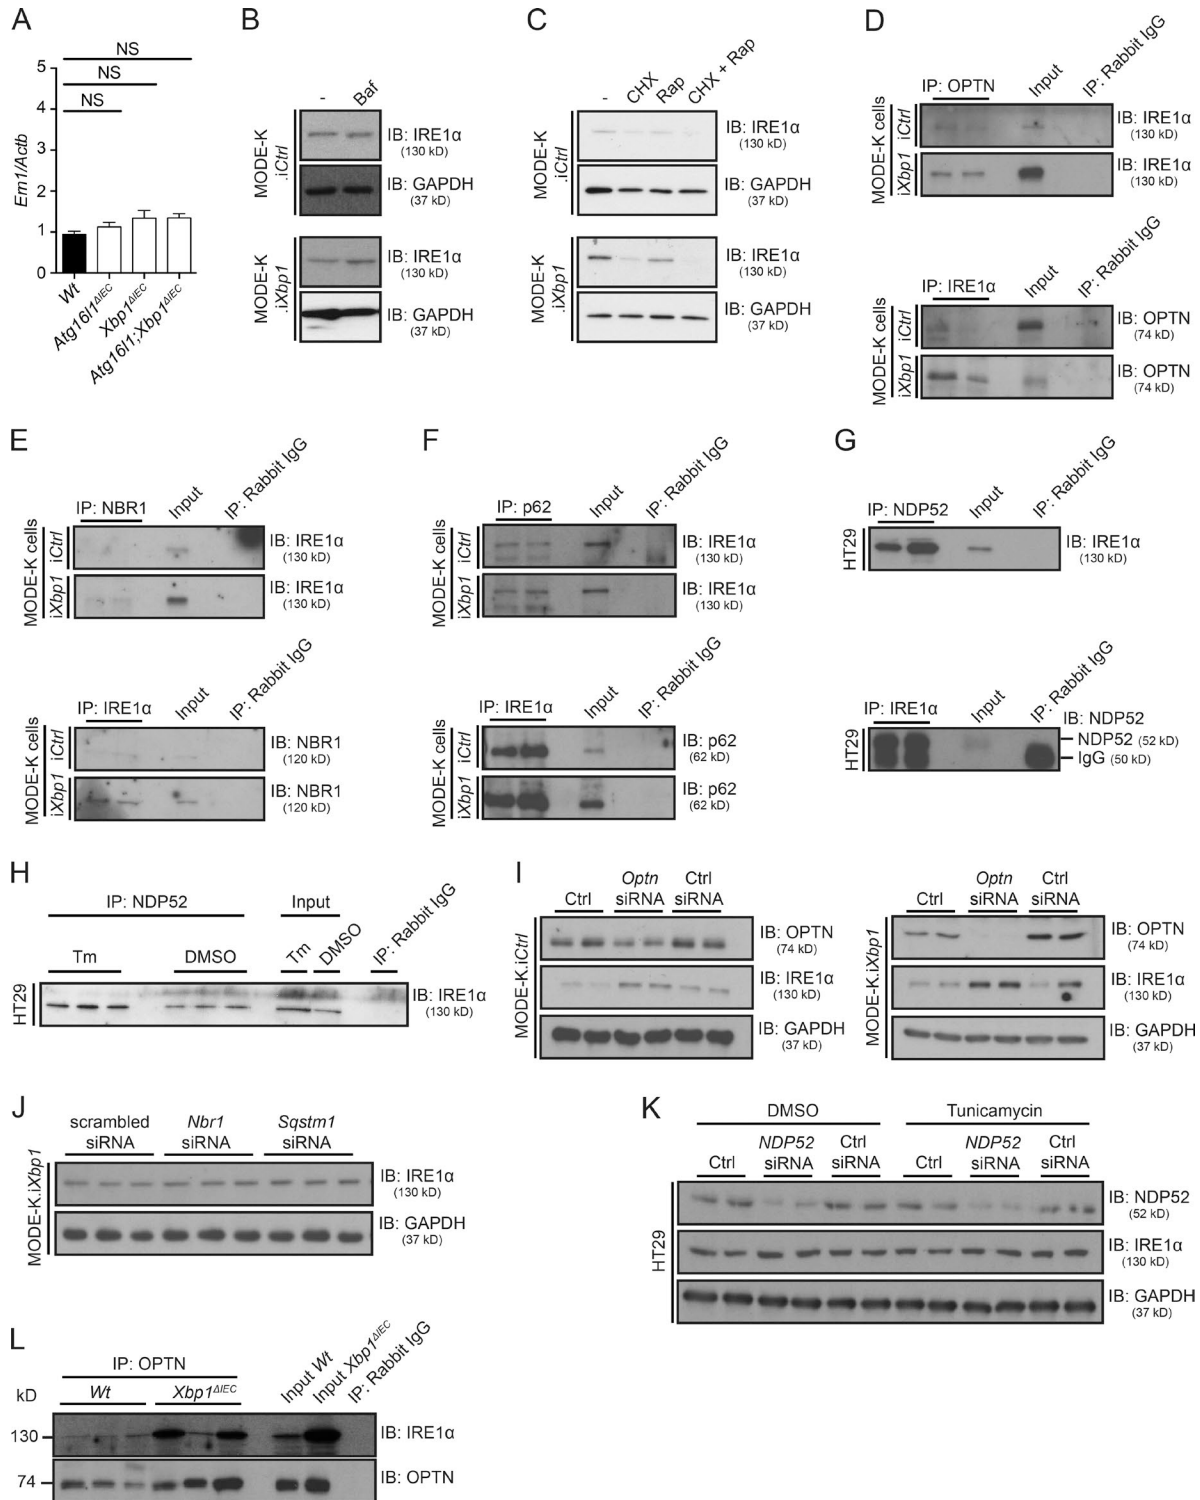 A
NS
NS
NS
5
4
3
2
1
0
Ern1/Actb
Wt
Atg16l1ΔIEC
Xbp1ΔIEC
Atg16l1;Xbp1ΔIEC
B
- Baf
MODE-K .iCtrl
IB: IRE1α
(130 kD)
IB: GAPDH
(37 kD)
MODE-K .iXbp1
IB: IRE1α
(130 kD)
IB: GAPDH
(37 kD)
C
- CHX Rap CHX + Rap
MODE-K .iCtrl
IB: IRE1α
(130 kD)
IB: GAPDH
(37 kD)
MODE-K .iXbp1
IB: IRE1α
(130 kD)
IB: GAPDH
(37 kD)
D
IP: OPTN Input IP: Rabbit IgG
MODE-K cells
iCtrl
IB: IRE1α
(130 kD)
iXbp1
IB: IRE1α
(130 kD)
IP: IRE1α Input IP: Rabbit IgG
MODE-K cells
iCtrl
IB: OPTN
(74 kD)
iXbp1
IB: OPTN
(74 kD)
E
IP: NBR1 Input IP: Rabbit IgG
MODE-K cells
iCtrl
IB: IRE1α
(130 kD)
iXbp1
IB: IRE1α
(130 kD)
IP: IRE1α Input IP: Rabbit IgG
MODE-K cells
iCtrl
IB: NBR1
(120 kD)
iXbp1
IB: NBR1
(120 kD)
F
IP: p62 Input IP: Rabbit IgG
MODE-K cells
iCtrl
IB: IRE1α
(130 kD)
iXbp1
IB: IRE1α
(130 kD)
IP: IRE1α Input IP: Rabbit IgG
MODE-K cells
iCtrl
IB: p62
(62 kD)
iXbp1
IB: p62
(62 kD)
G
IP: NDP52 Input IP: Rabbit IgG
HT29
IB: IRE1α
(130 kD)
IP: IRE1α Input IP: Rabbit IgG
HT29
IB: NDP52
NDP52 (52 kD)
IgG (50 kD)
H
IP: NDP52 Input IP: Rabbit IgG
Tm DMSO Tm DMSO
HT29
IB: IRE1α
(130 kD)
I
Ctrl Optn siRNA Ctrl siRNA
MODE-K.iCtrl
IB: OPTN
(74 kD)
IB: IRE1α
(130 kD)
IB: GAPDH
(37 kD)
Ctrl Optn siRNA Ctrl siRNA
MODE-K.iXbp1
IB: OPTN
(74 kD)
IB: IRE1α
(130 kD)
IB: GAPDH
(37 kD)
J
scrambled siRNA Nbr1 siRNA Sqstm1 siRNA
MODE-K.iXbp1
IB: IRE1α
(130 kD)
IB: GAPDH
(37 kD)
K
DMSO Tunicamycin
Ctrl NDP52 siRNA Ctrl siRNA Ctrl NDP52 siRNA Ctrl siRNA
HT29
IB: NDP52
(52 kD)
IB: IRE1α
(130 kD)
IB: GAPDH
(37 kD)
L
IP: OPTN Input Wt Input Xbp1ΔIEC IP: Rabbit IgG
kD Wt Xbp1ΔIEC
130 IB: IRE1α
74 IB: OPTN